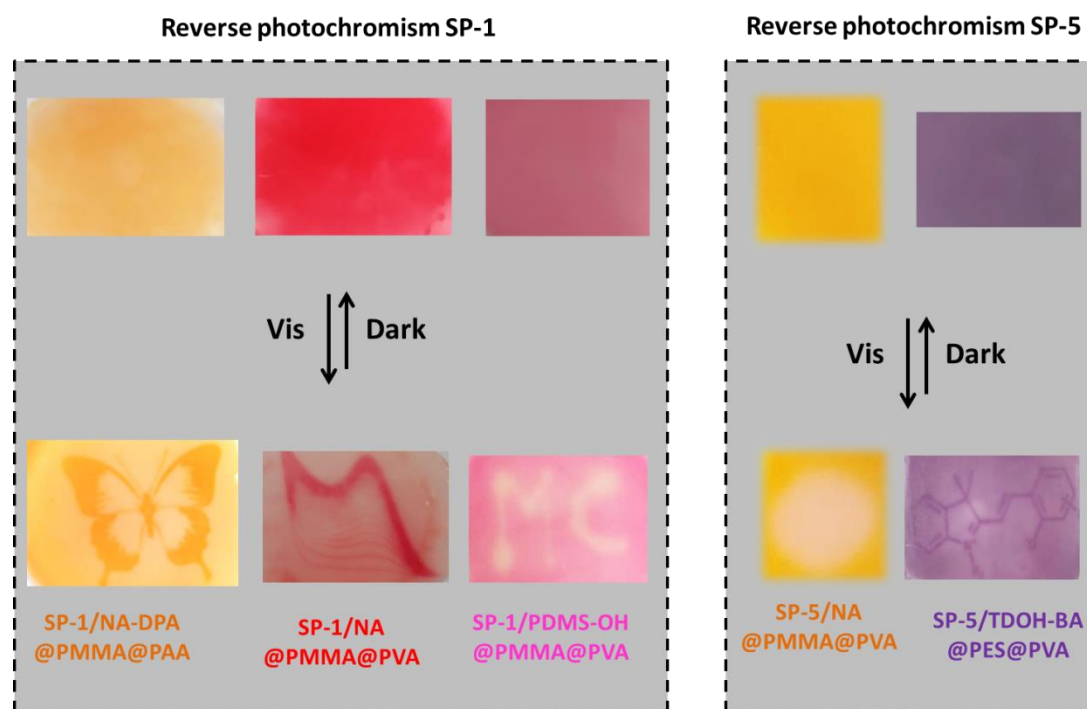 Reverse photochromism SP-1
Vis
Dark
MC
SP-1/NA-DPA
@PMMA@PAA
SP-1/NA
@PMMA@PVA
SP-1/PDMS-OH
@PMMA@PVA
Reverse photochromism SP-5
Vis
Dark
SP-5/NA
@PMMA@PVA
SP-5/TDOH-BA
@PES@PVA